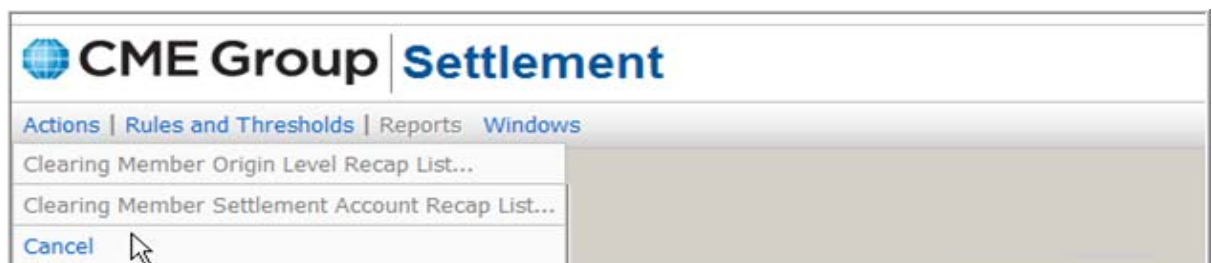 CME Group Settlement
Actions | Rules and Thresholds | Reports Windows
Clearing Member Origin Level Recap List...
Clearing Member Settlement Account Recap List...
Cancel